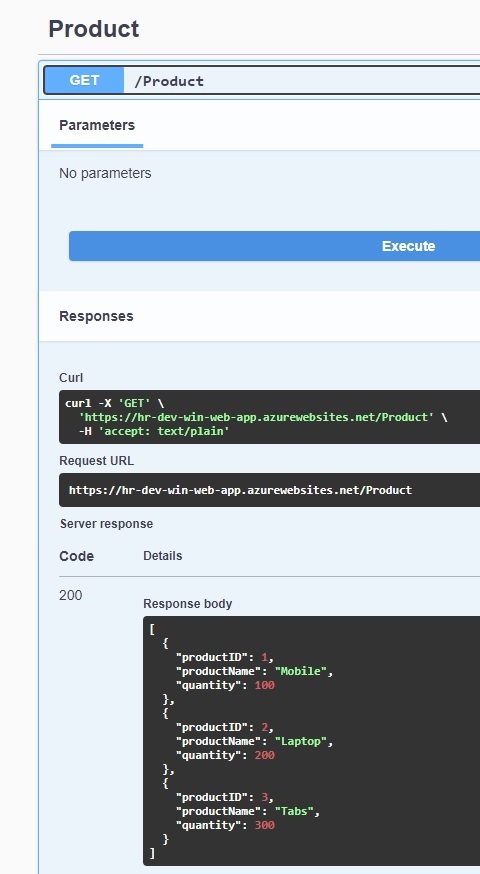 Product
GET /Product
Parameters
No parameters
Execute
Responses
Curl
curl -X 'GET' \
  'https://hr-dev-win-web-app.azurewebsites.net/Product' \
  -H 'accept: text/plain'
Request URL
https://hr-dev-win-web-app.azurewebsites.net/Product
Server response
Code Details
200
Response body
[
  {
    "productID": 1,
    "productName": "Mobile",
    "quantity": 100
  },
  {
    "productID": 2,
    "productName": "Laptop",
    "quantity": 200
  },
  {
    "productID": 3,
    "productName": "Tabs",
    "quantity": 300
  }
]